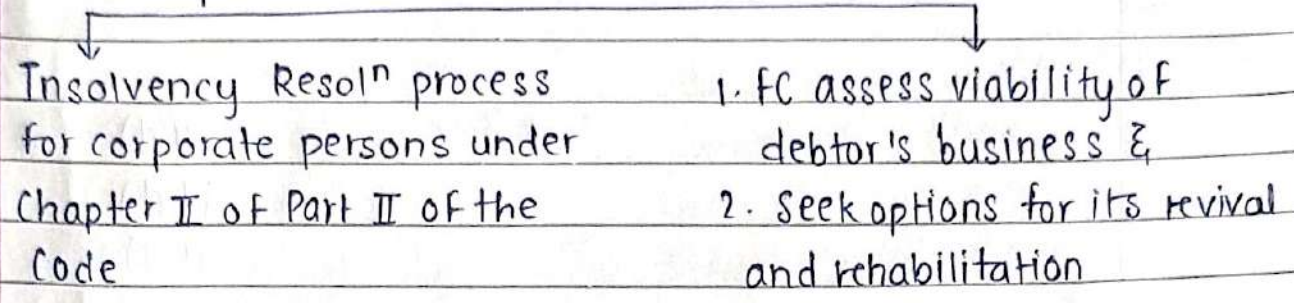 Insolvency Resolⁿ process
for corporate persons under
Chapter II of Part II of the
Code
1. FC assess viability of
debtor's business &
2. Seek options for its revival
and rehabilitation